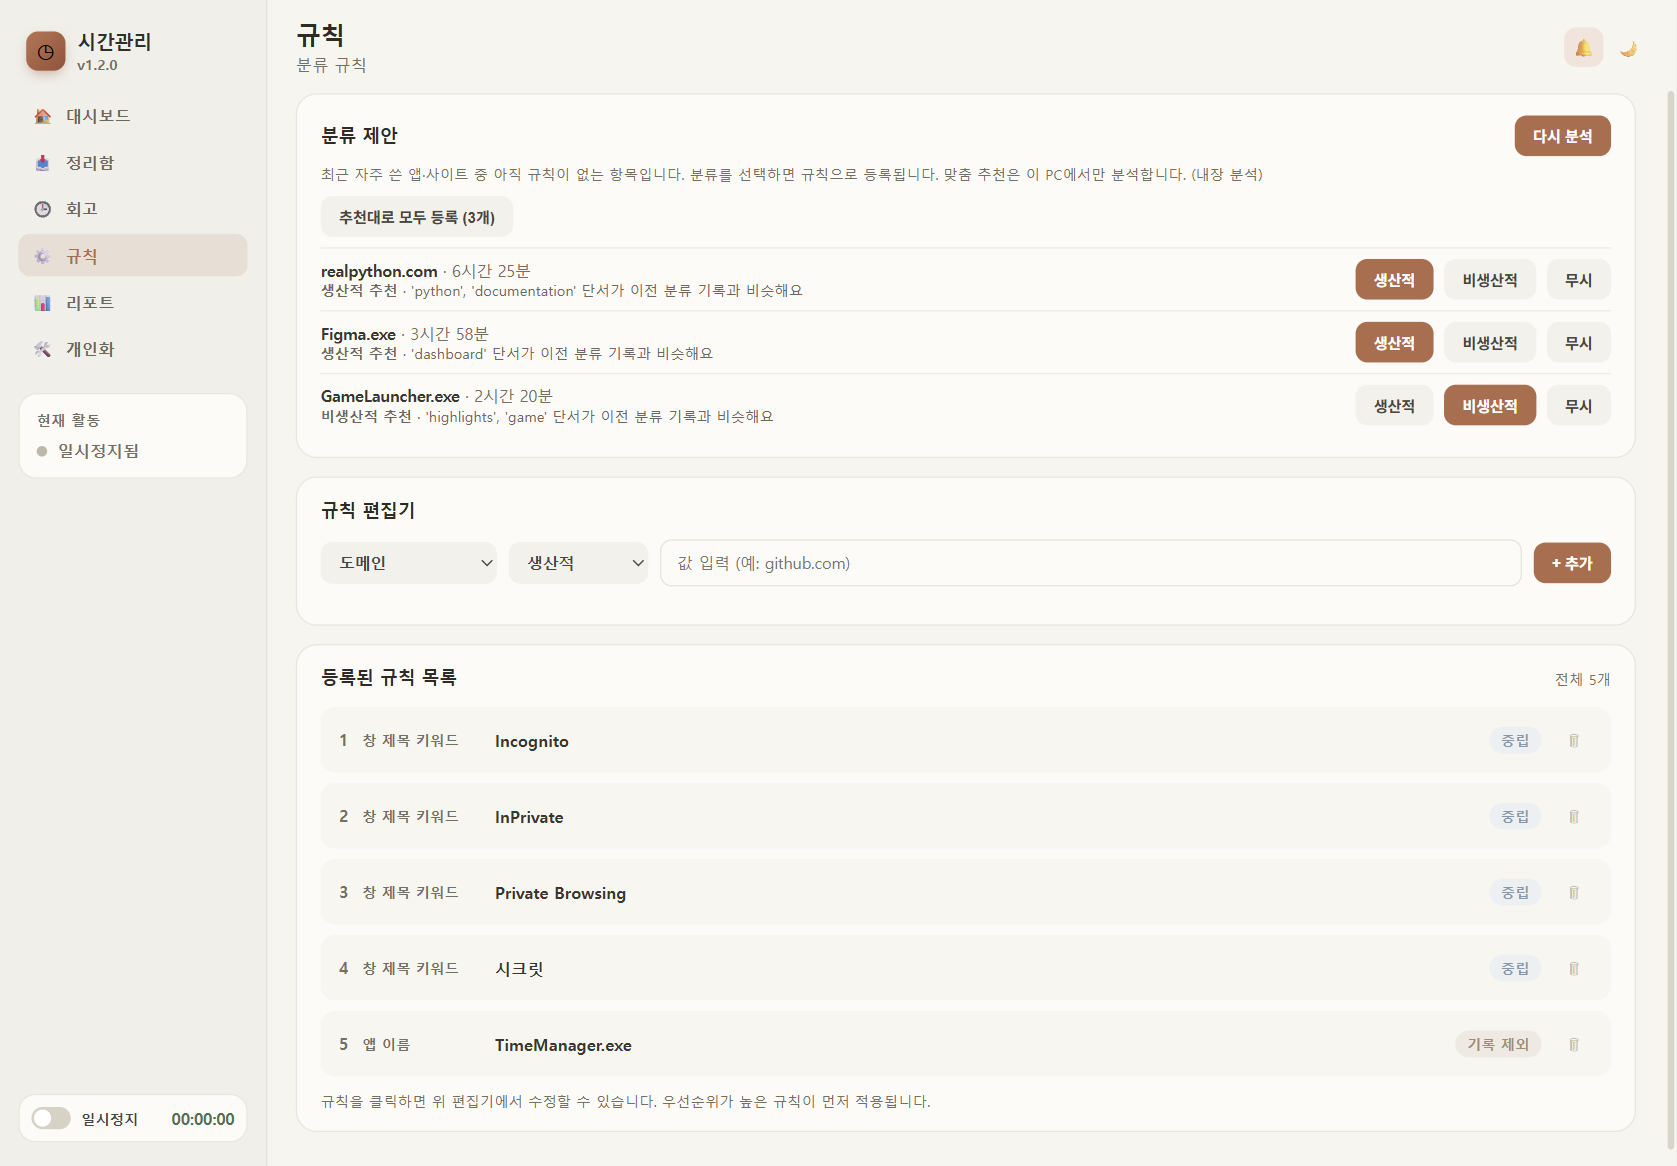 시간관리
v1.2.0
대시보드
정리함
회고
규칙
리포트
개인화
현재 활동
일시정지됨
일시정지 00:00:00
규칙
분류 규칙
분류 제안
다시 분석
최근 자주 쓴 앱·사이트 중 아직 규칙이 없는 항목입니다. 분류를 선택하면 규칙으로 등록됩니다. 맞춤 추천은 이 PC에서만 분석합니다. (내장 분석)
추천대로 모두 등록 (3개)
realpython.com · 6시간 25분
생산적 추천 · 'python', 'documentation' 단서가 이전 분류 기록과 비슷해요
생산적 비생산적 무시
Figma.exe · 3시간 58분
생산적 추천 · 'dashboard' 단서가 이전 분류 기록과 비슷해요
생산적 비생산적 무시
GameLauncher.exe · 2시간 20분
비생산적 추천 · 'highlights', 'game' 단서가 이전 분류 기록과 비슷해요
생산적 비생산적 무시
규칙 편집기
도메인 생산적 값 입력 (예: github.com) + 추가
등록된 규칙 목록
전체 5개
1 창 제목 키워드 Incognito 중립
2 창 제목 키워드 InPrivate 중립
3 창 제목 키워드 Private Browsing 중립
4 창 제목 키워드 시크릿 중립
5 앱 이름 TimeManager.exe 기록 제외
규칙을 클릭하면 위 편집기에서 수정할 수 있습니다. 우선순위가 높은 규칙이 먼저 적용됩니다.